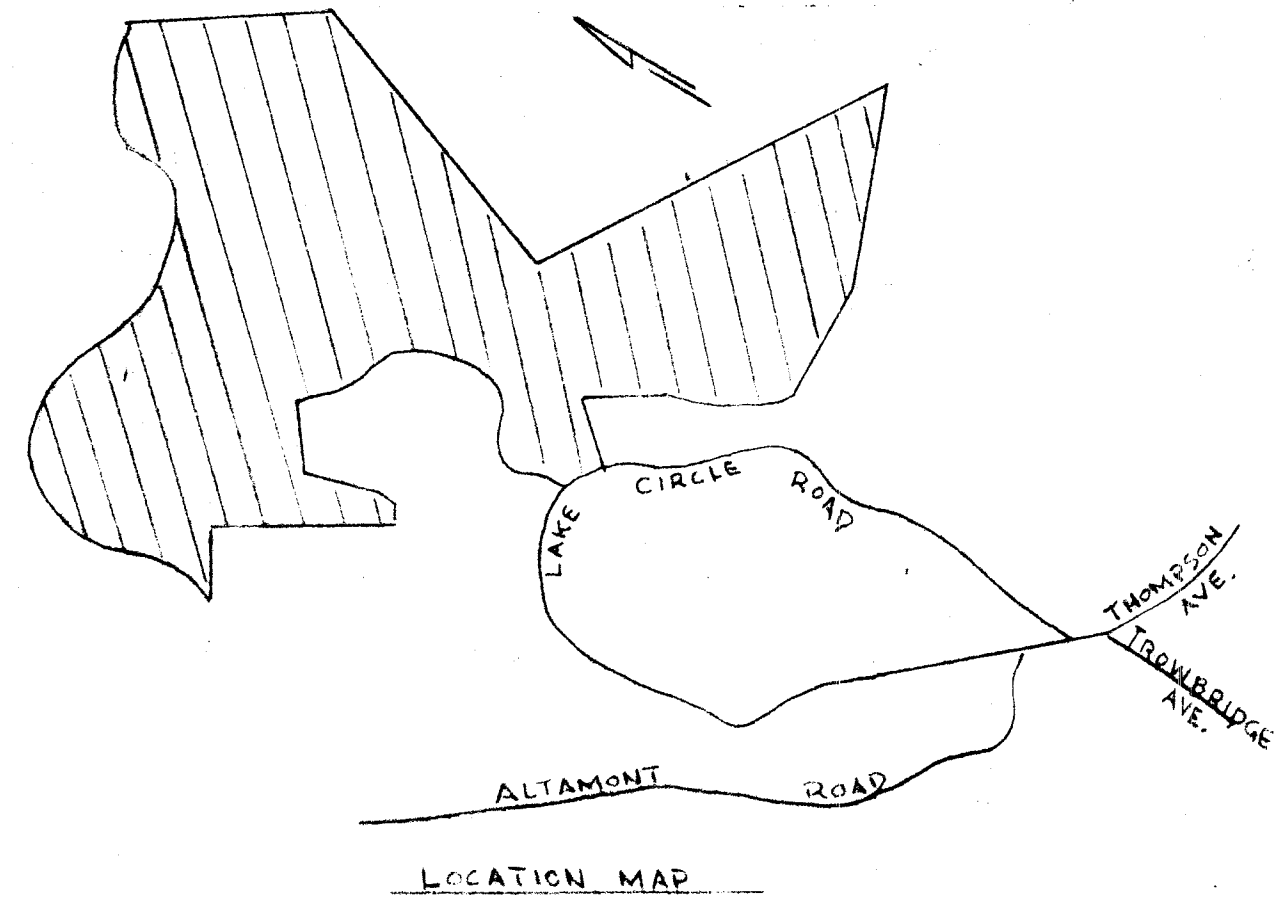 CIRCLE
ROAD
LAKE
THOMPSON
AVE.
TROWBRIDGE
AVE.
ALTAMONT ROAD
LOCATION MAP